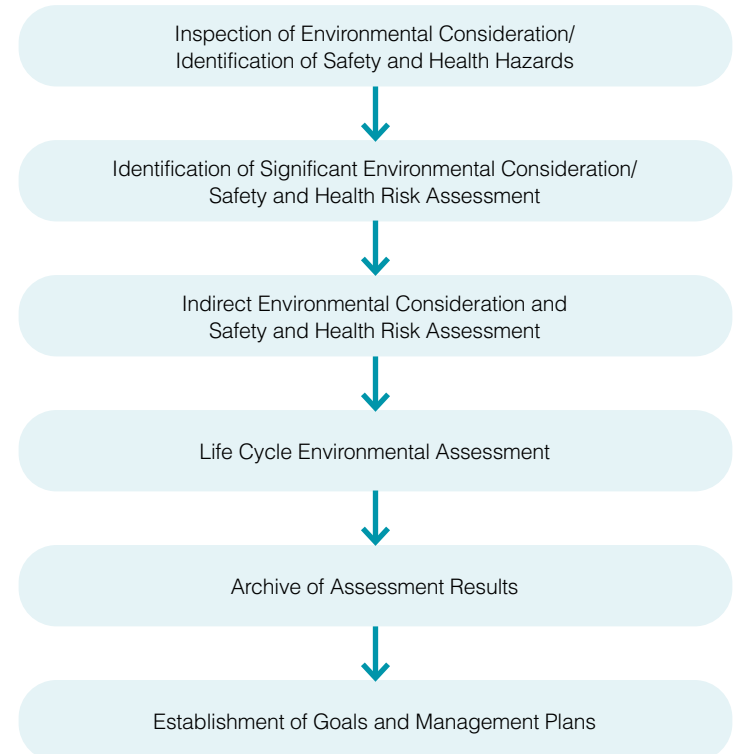 Inspection of Environmental Consideration/
Identification of Safety and Health Hazards
Identification of Significant Environmental Consideration/
Safety and Health Risk Assessment
Indirect Environmental Consideration and
Safety and Health Risk Assessment
Life Cycle Environmental Assessment
Archive of Assessment Results
Establishment of Goals and Management Plans